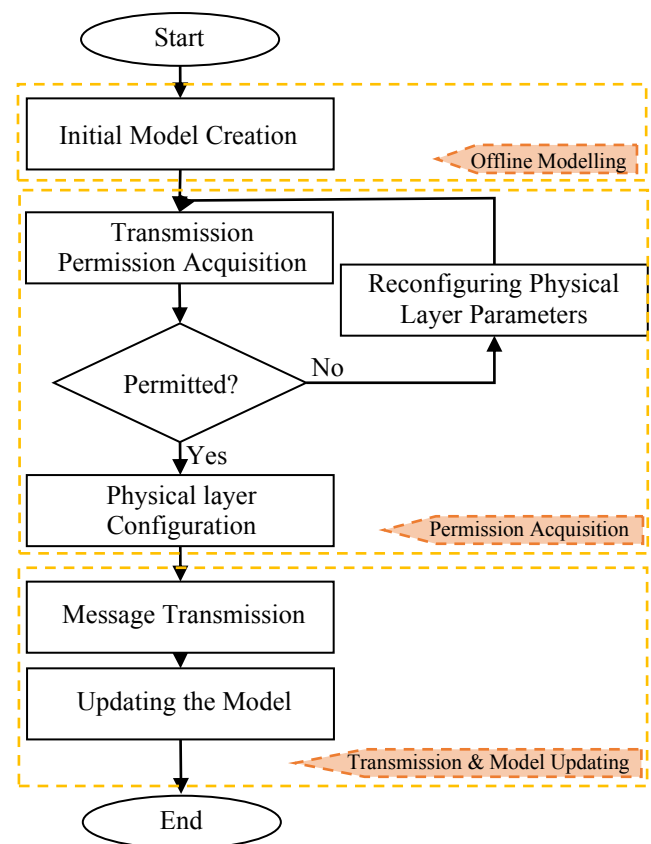 Start
Initial Model Creation
Offline Modelling
Transmission
Permission Acquisition
Reconfiguring Physical
Layer Parameters
Permitted?
No
Yes
Physical layer
Configuration
Permission Acquisition
Message Transmission
Updating the Model
Transmission & Model Updating
End